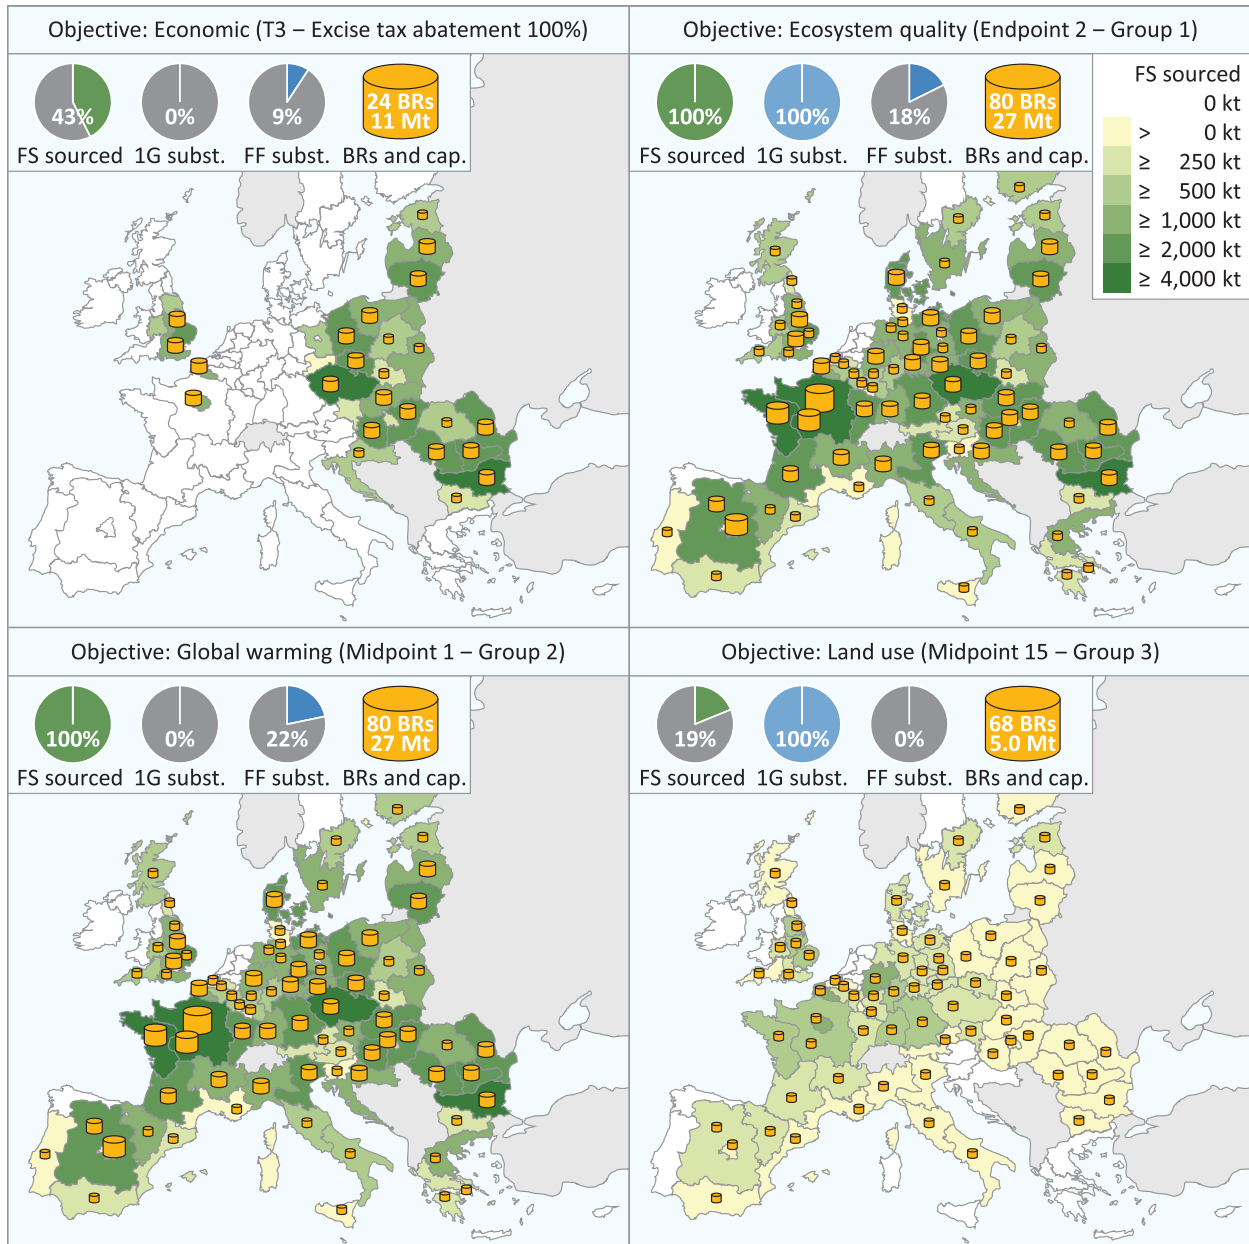 Objective: Economic (T3 – Excise tax abatement 100%)
43%
0%
9%
24 BRs
11 Mt
FS sourced
1G subst.
FF subst.
BRs and cap.
Objective: Ecosystem quality (Endpoint 2 – Group 1)
100%
100%
18%
80 BRs
27 Mt
FS sourced
1G subst.
FF subst.
BRs and cap.
FS sourced
0 kt
> 0 kt
≥ 250 kt
≥ 500 kt
≥ 1,000 kt
≥ 2,000 kt
≥ 4,000 kt
Objective: Global warming (Midpoint 1 – Group 2)
100%
0%
22%
80 BRs
27 Mt
FS sourced
1G subst.
FF subst.
BRs and cap.
Objective: Land use (Midpoint 15 – Group 3)
19%
100%
0%
68 BRs
5.0 Mt
FS sourced
1G subst.
FF subst.
BRs and cap.